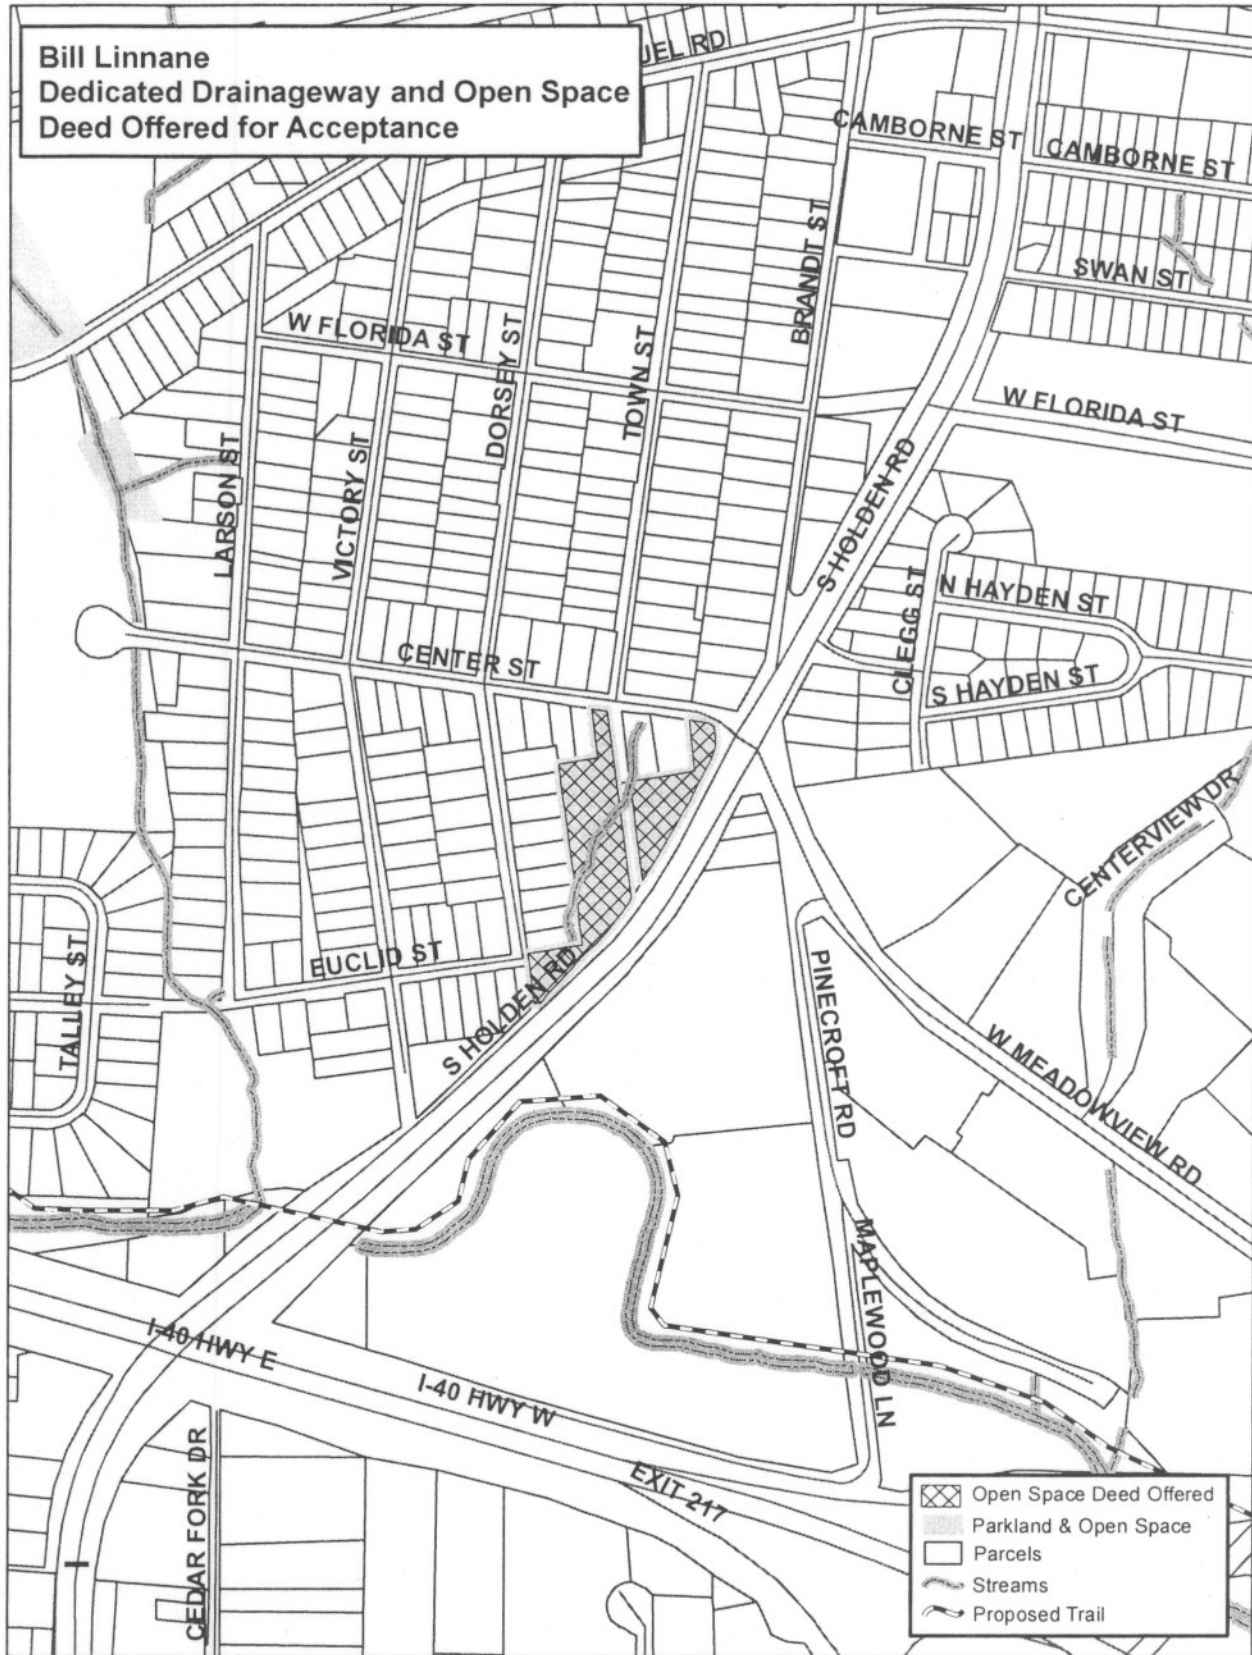 Bill Linnane
Dedicated Drainageway and Open Space
Deed Offered for Acceptance
UEL RD
CAMBORNE ST
CAMBORNE ST
BRANDT ST
SWAN ST
W FLORIDA ST
DORSEY ST
TOWN ST
W FLORIDA ST
LARSON ST
VICTORY ST
S HOLDEN RD
CLEGG ST
N HAYDEN ST
CENTER ST
S HAYDEN ST
CENTERVIEW DR
EUCLID ST
TALLEY ST
S HOLDEN RD
PINECROFT RD
W MEADOWVIEW RD
MAPLEWOOD LN
I-40 HWY E
I-40 HWY W
EXIT 217
CEDAR FORK DR
Open Space Deed Offered
Parkland & Open Space
Parcels
Streams
Proposed Trail